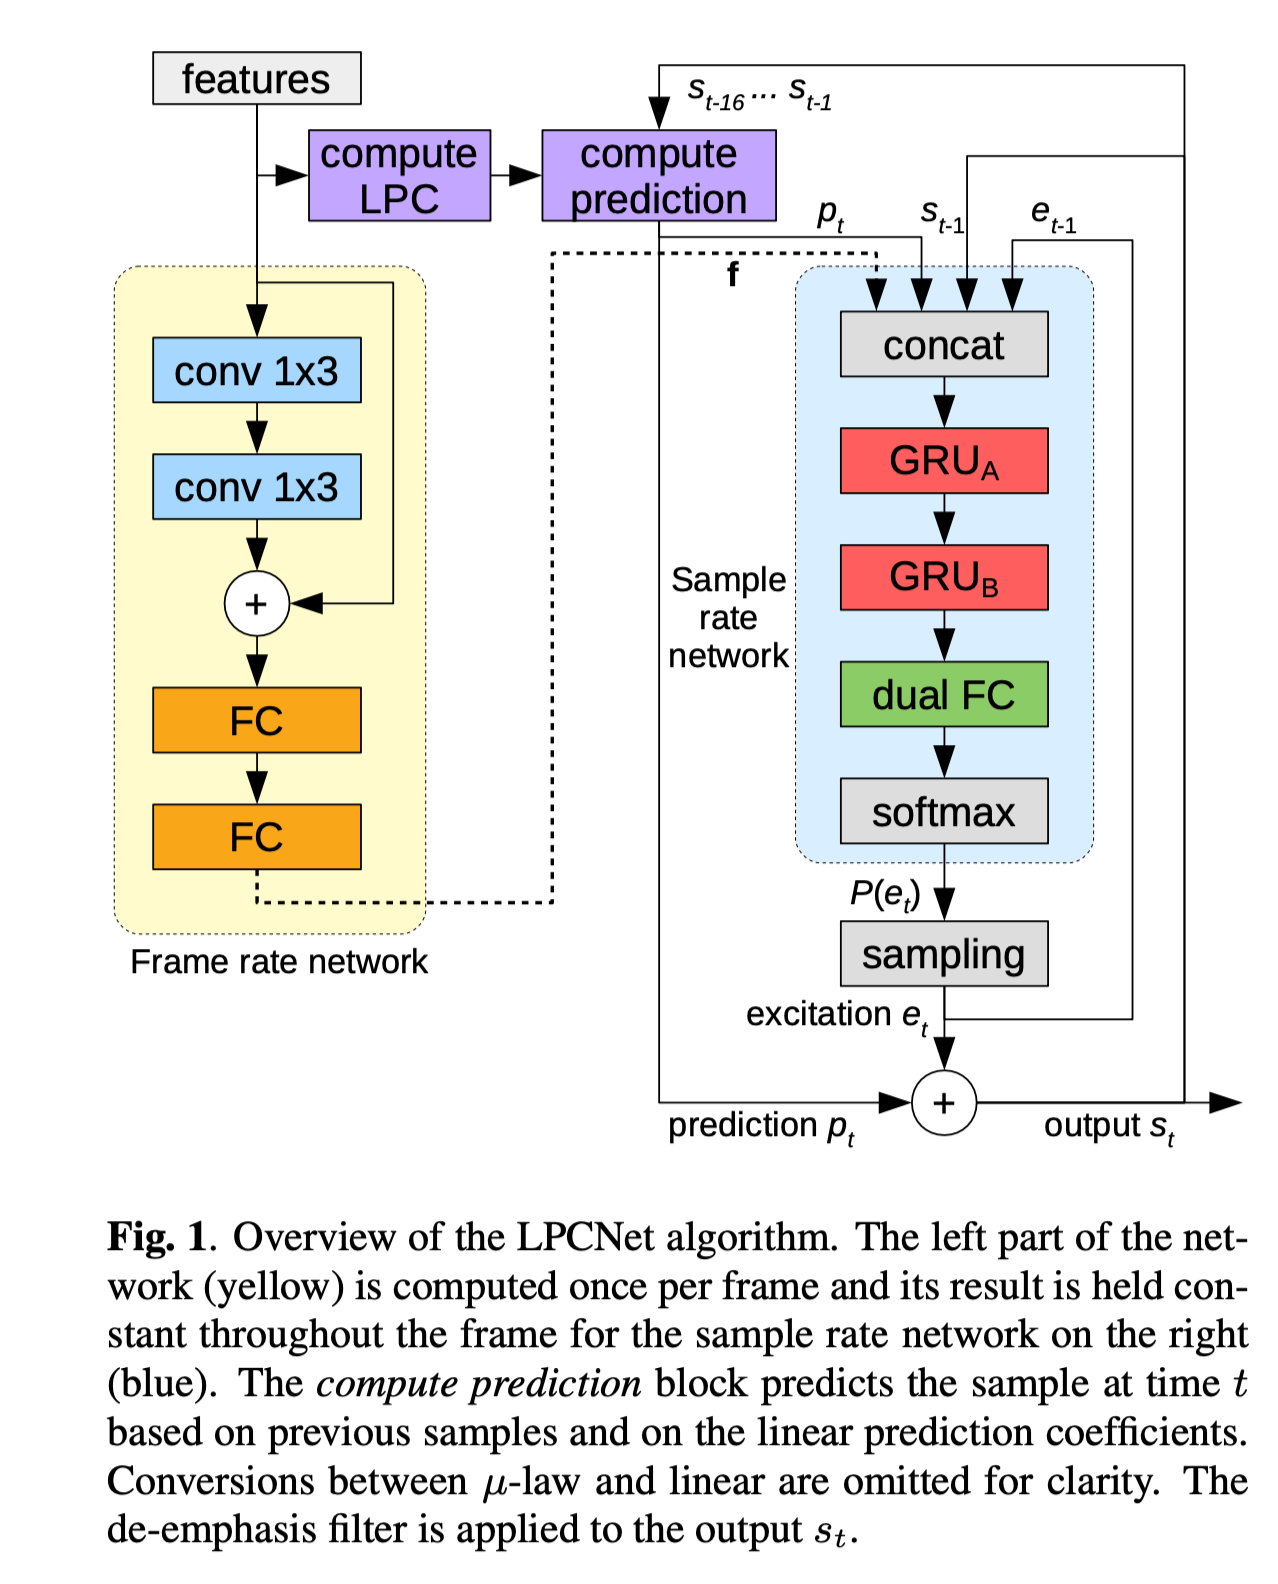 features
s_{t-16} ... s_{t-1}
compute
LPC
compute
prediction
p_t
s_{t-1}
e_{t-1}
f
conv 1x3
conv 1x3
+
FC
FC
Frame rate network
concat
GRU_A
GRU_B
Sample
rate
network
dual FC
softmax
P(e_t)
sampling
excitation e_t
+
prediction p_t
output s_t
Fig. 1. Overview of the LPCNet algorithm. The left part of the net-
work (yellow) is computed once per frame and its result is held con-
stant throughout the frame for the sample rate network on the right
(blue). The compute prediction block predicts the sample at time t
based on previous samples and on the linear prediction coefficients.
Conversions between μ-law and linear are omitted for clarity. The
de-emphasis filter is applied to the output s_t.